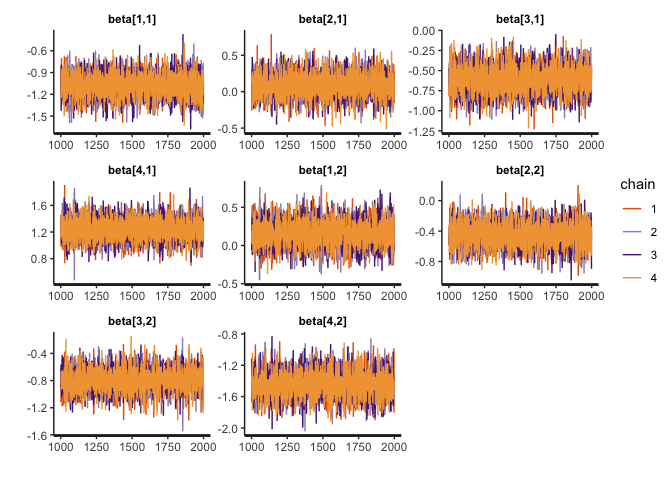 beta[1,1] beta[2,1] beta[3,1]
-0.6 -0.9 -1.2 -1.5
0.5 0.0 -0.5
0.00 -0.25 -0.50 -0.75 -1.00 -1.25
1000 1250 1500 1750 2000 1000 1250 1500 1750 2000 1000 1250 1500 1750 2000
beta[4,1] beta[1,2] beta[2,2]
1.6 1.2 0.8
0.5 0.0 -0.5
0.0 -0.4 -0.8
1000 1250 1500 1750 2000 1000 1250 1500 1750 2000 1000 1250 1500 1750 2000
beta[3,2] beta[4,2]
-0.4 -0.8 -1.2 -1.6
-0.8 -1.2 -1.6 -2.0
1000 1250 1500 1750 2000 1000 1250 1500 1750 2000
chain
1
2
3
4